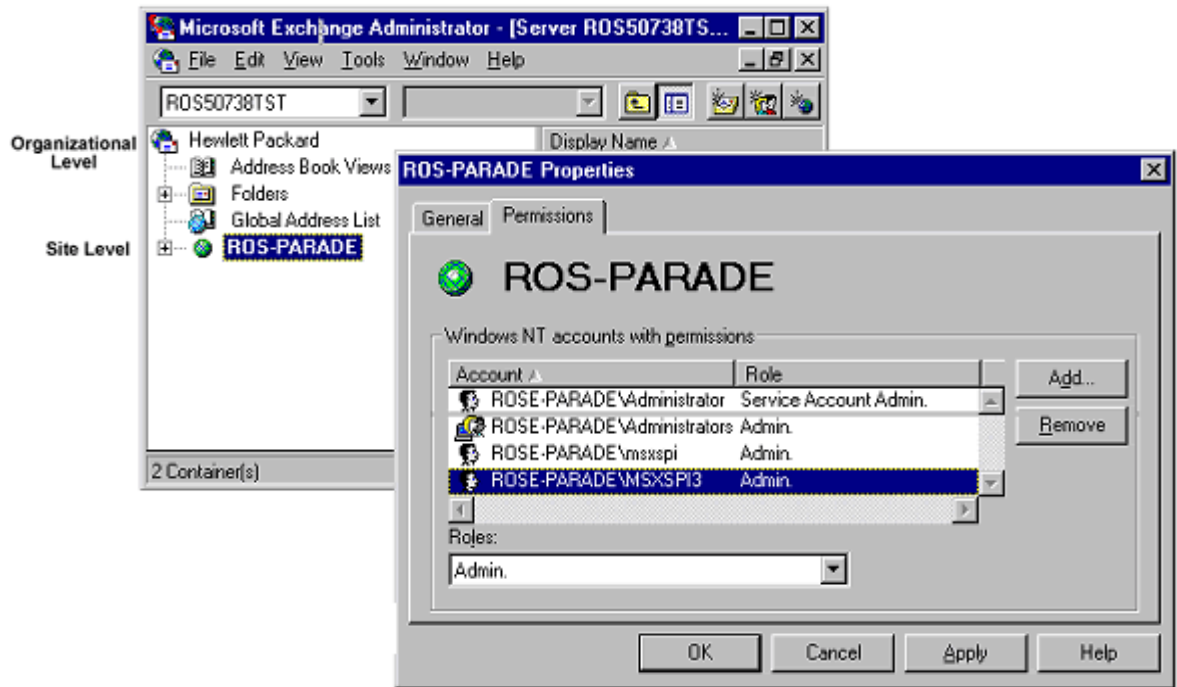 Microsoft Exchange Administrator - [Server ROS50738TS...
File Edit View Tools Window Help
ROS50738TST
Organizational
Level
Hewlett Packard
Display Name
Address Book Views
Folders
Global Address List
Site Level
ROS-PARADE
2 Container(s)
ROS-PARADE Properties
General
Permissions
ROS-PARADE
Windows NT accounts with permissions
Account Role
ROSE-PARADE\Administrator Service Account Admin.
ROSE-PARADE\Administrators Admin.
ROSE-PARADE\msxspi Admin.
ROSE-PARADE\MSXSPI3 Admin.
Add...
Remove
Roles:
Admin.
OK Cancel Apply Help